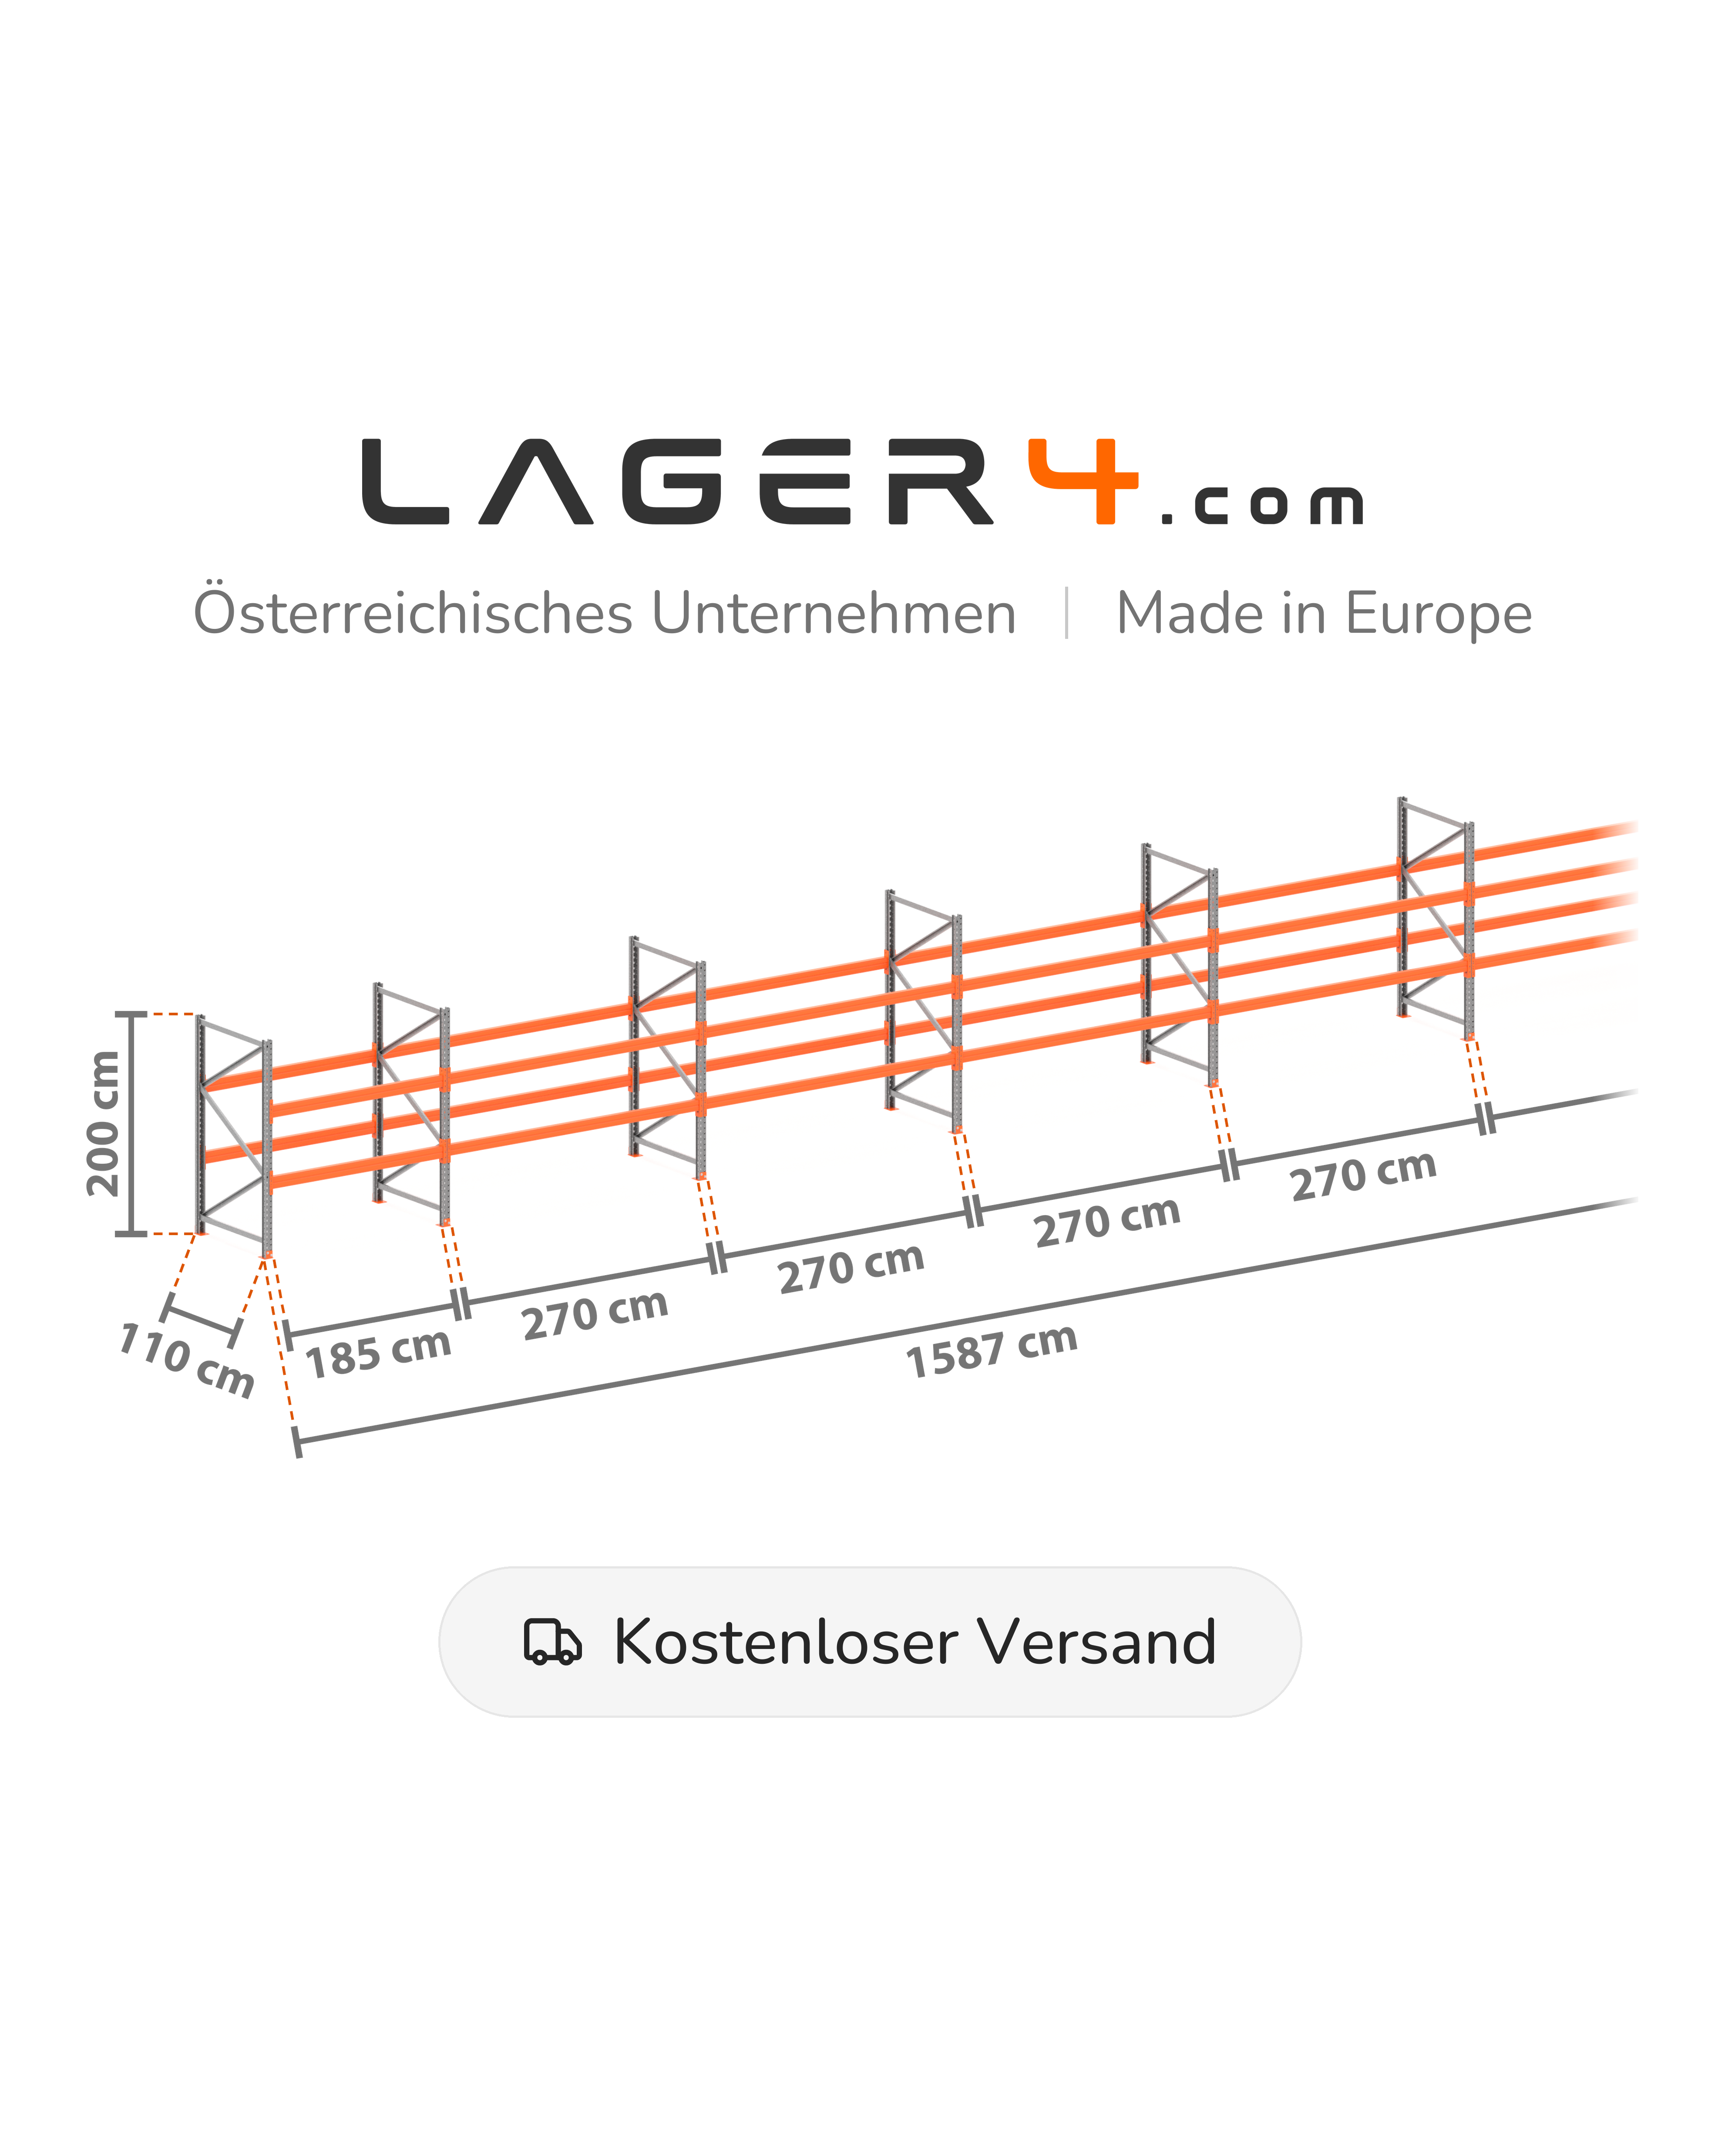 LAGER4.com
Österreichisches Unternehmen | Made in Europe
200 cm
110 cm
185 cm
270 cm
270 cm
270 cm
270 cm
1587 cm
Kostenloser Versand